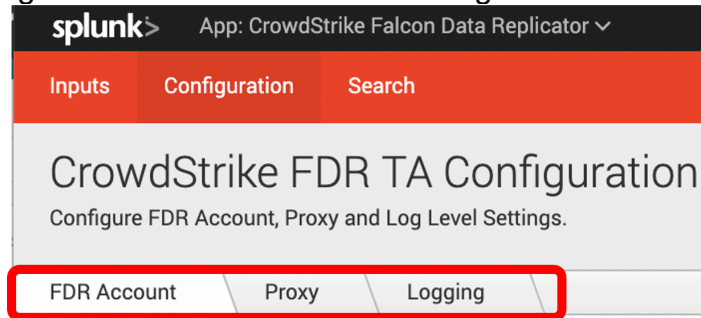 splunk> App: CrowdStrike Falcon Data Replicator
Inputs Configuration Search
CrowdStrike FDR TA Configuration
Configure FDR Account, Proxy and Log Level Settings.
FDR Account Proxy Logging